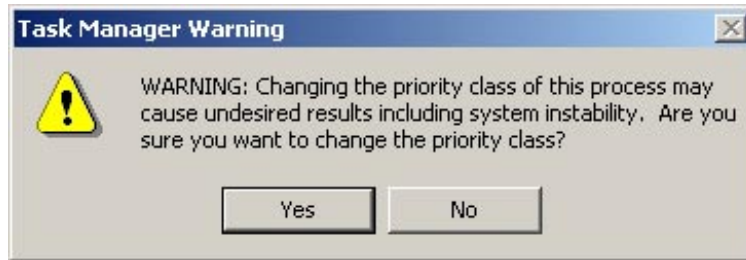 Task Manager Warning
WARNING: Changing the priority class of this process may
cause undesired results including system instability.  Are you
sure you want to change the priority class?
Yes
No